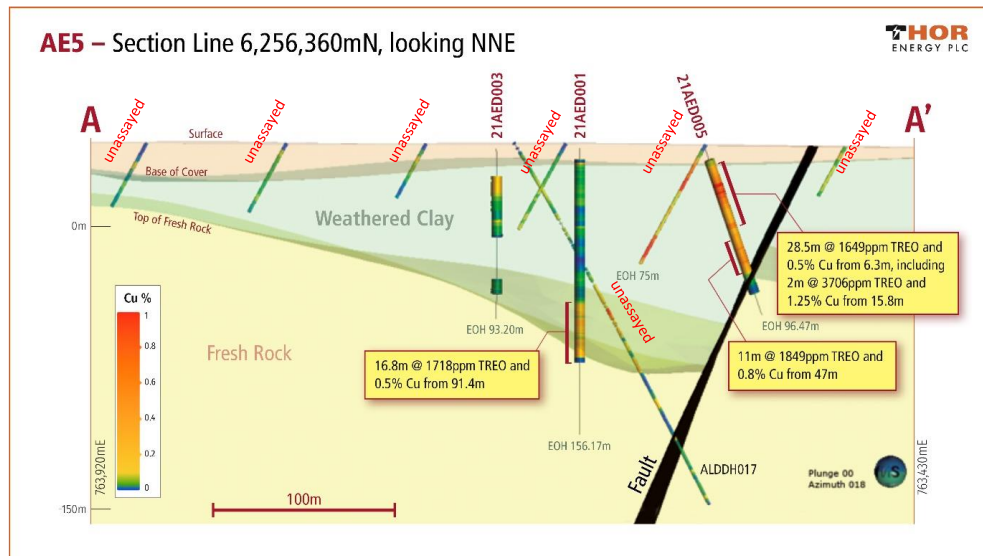 AE5 – Section Line 6,256,360mN, looking NNE
THOR
ENERGY PLC
A
A'
unassayed
unassayed
unassayed
21AED003
unassayed
21AED001
unassayed
21AED005
unassayed
Surface
Base of Cover
Top of Fresh Rock
Weathered Clay
0m
EOH 75m
28.5m @ 1649ppm TREO and
0.5% Cu from 6.3m, including
2m @ 3706ppm TREO and
1.25% Cu from 15.8m
unassayed
Cu %
1
0.8
0.6
0.4
0.2
0
EOH 93.20m
EOH 96.47m
Fresh Rock
16.8m @ 1718ppm TREO and
0.5% Cu from 91.4m
11m @ 1849ppm TREO and
0.8% Cu from 47m
EOH 156.17m
763,920mE
100m
-150m
Fault
ALDDH017
Plunge 00
Azimuth 018
763,430mE